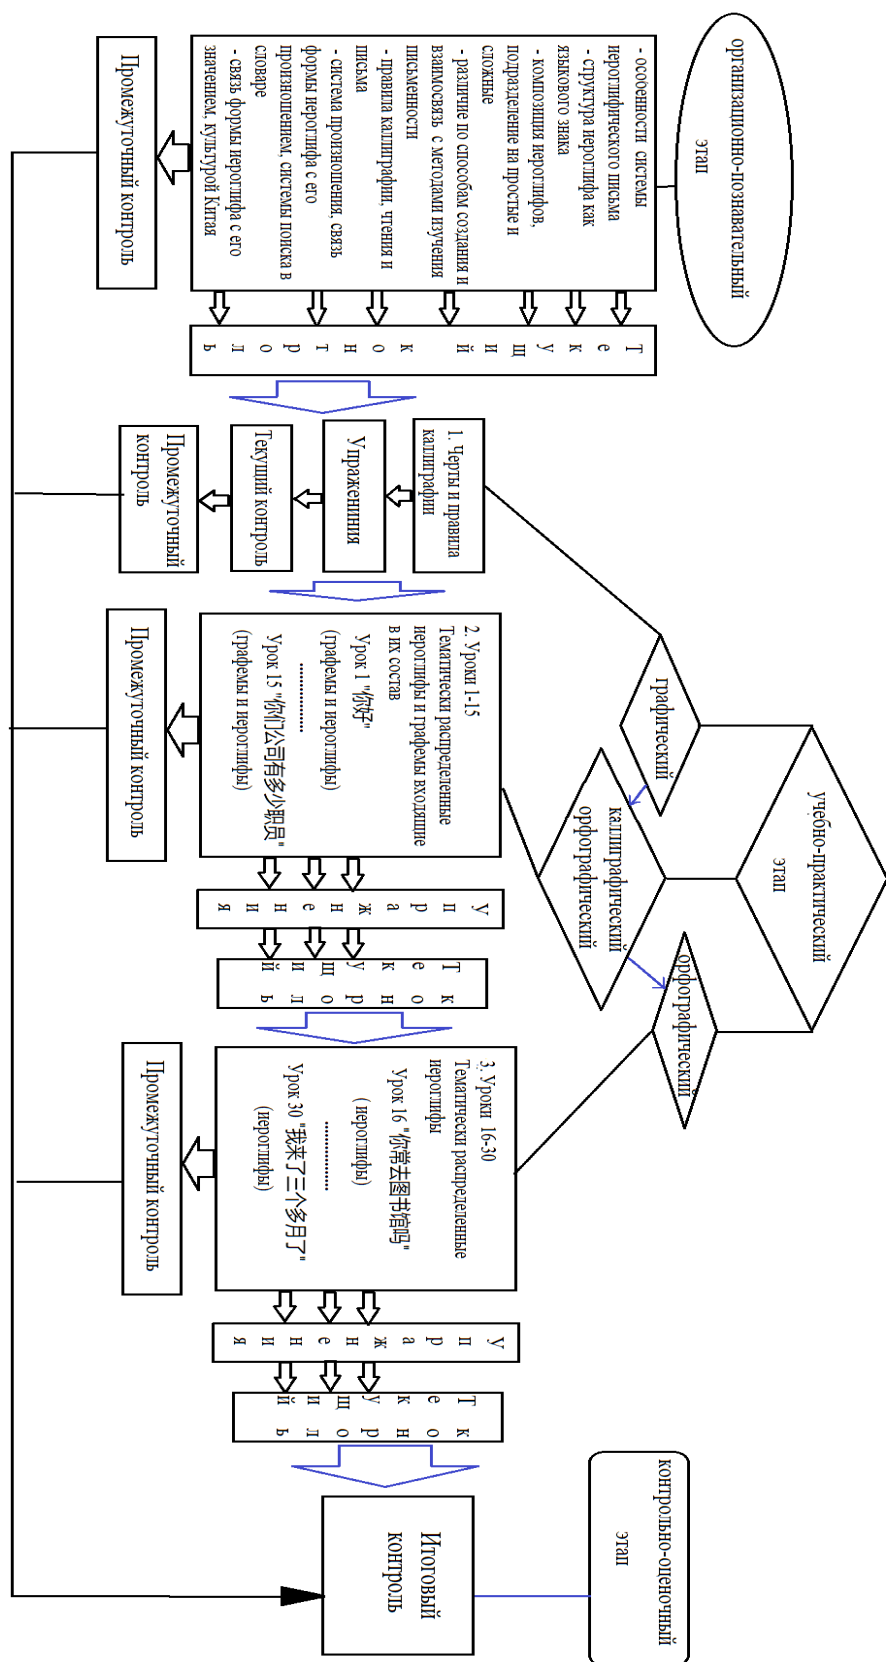 организационно-познавательный
этап
- особенности системы
иероглифического письма
- структура иероглифа как
языкового знака
- композиция иероглифов,
подразделение на простые и
сложные
- различие по способам создания и
взаимосвязь с методами изучения
письменности
- правила каллиграфии, чтения и
письма
- система произношения, связь
формы иероглифа с его
произношением, системы поиска в
словаре
- связь формы иероглифа с его
значением, культурой Китая
Промежуточный контроль
Текущий контроль
учебно-практический
этап
графический
каллиграфический
орфографический
орфографический
1. Черты и правила
каллиграфии
Упраженииния
Текущий контроль
Промежуточный
контроль
2. Уроки 1-15
Тематически распределенные
иероглифы и графемы входящие
в их состав
Урок 1 "你好"
(графемы и иероглифы)
..................
Урок 15 "你们公司有多少职员"
(графемы и иероглифы)
Промежуточный контроль
Упражнения
Текущий
контроль
3. Уроки 16-30
Тематически распределенные
иероглифы
Урок 16 "你常去图书馆吗"
( иероглифы)
..................
Урок 30 "我来了三个多月了"
(иероглифы)
Промежуточный контроль
Упражнения
Текущий
контроль
контрольно-оценочный
этап
Итоговый
контроль